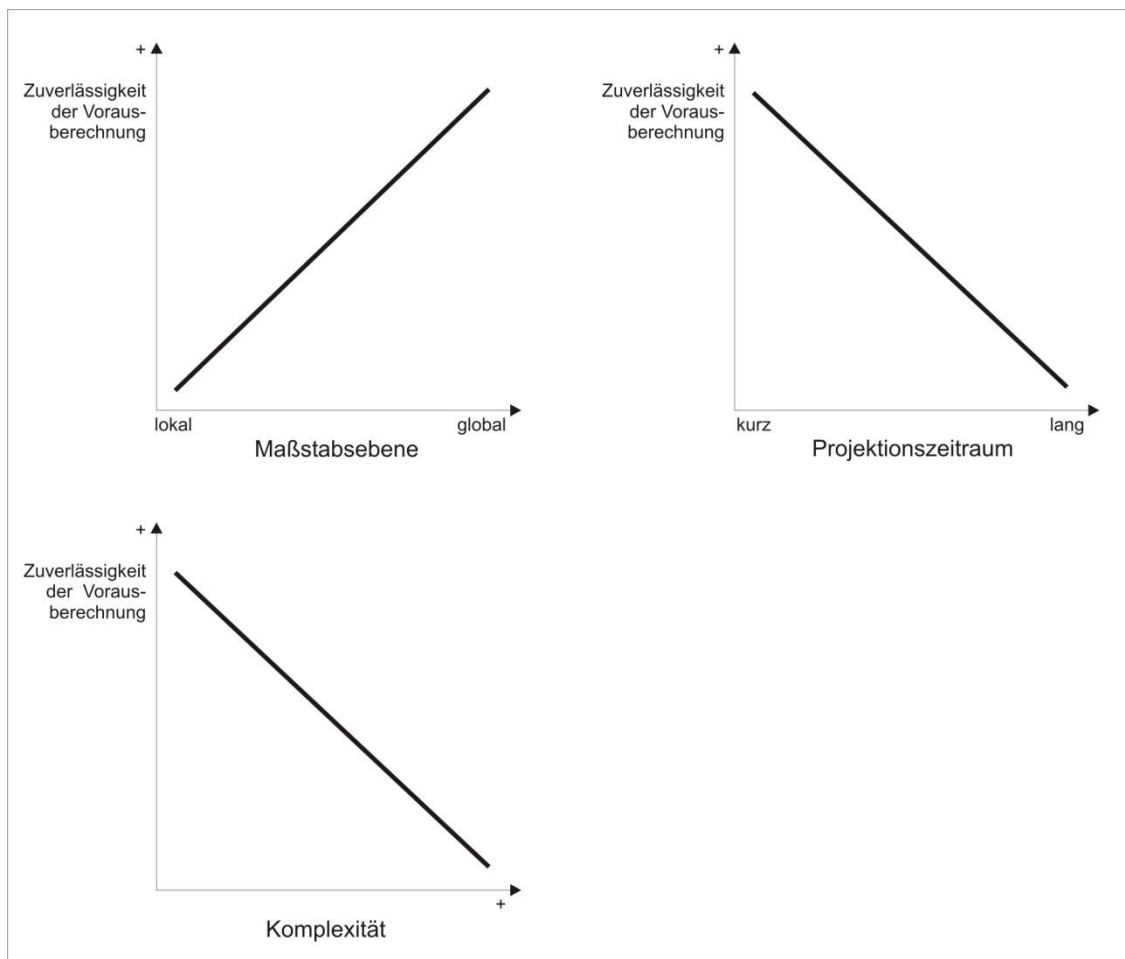 +
Zuverlässigkeit
der Voraus-
berechnung
lokal
global
Maßstabsebene
+
Zuverlässigkeit
der Voraus-
berechnung
kurz
lang
Projektionszeitraum
+
Zuverlässigkeit
der Voraus-
berechnung
+
Komplexität